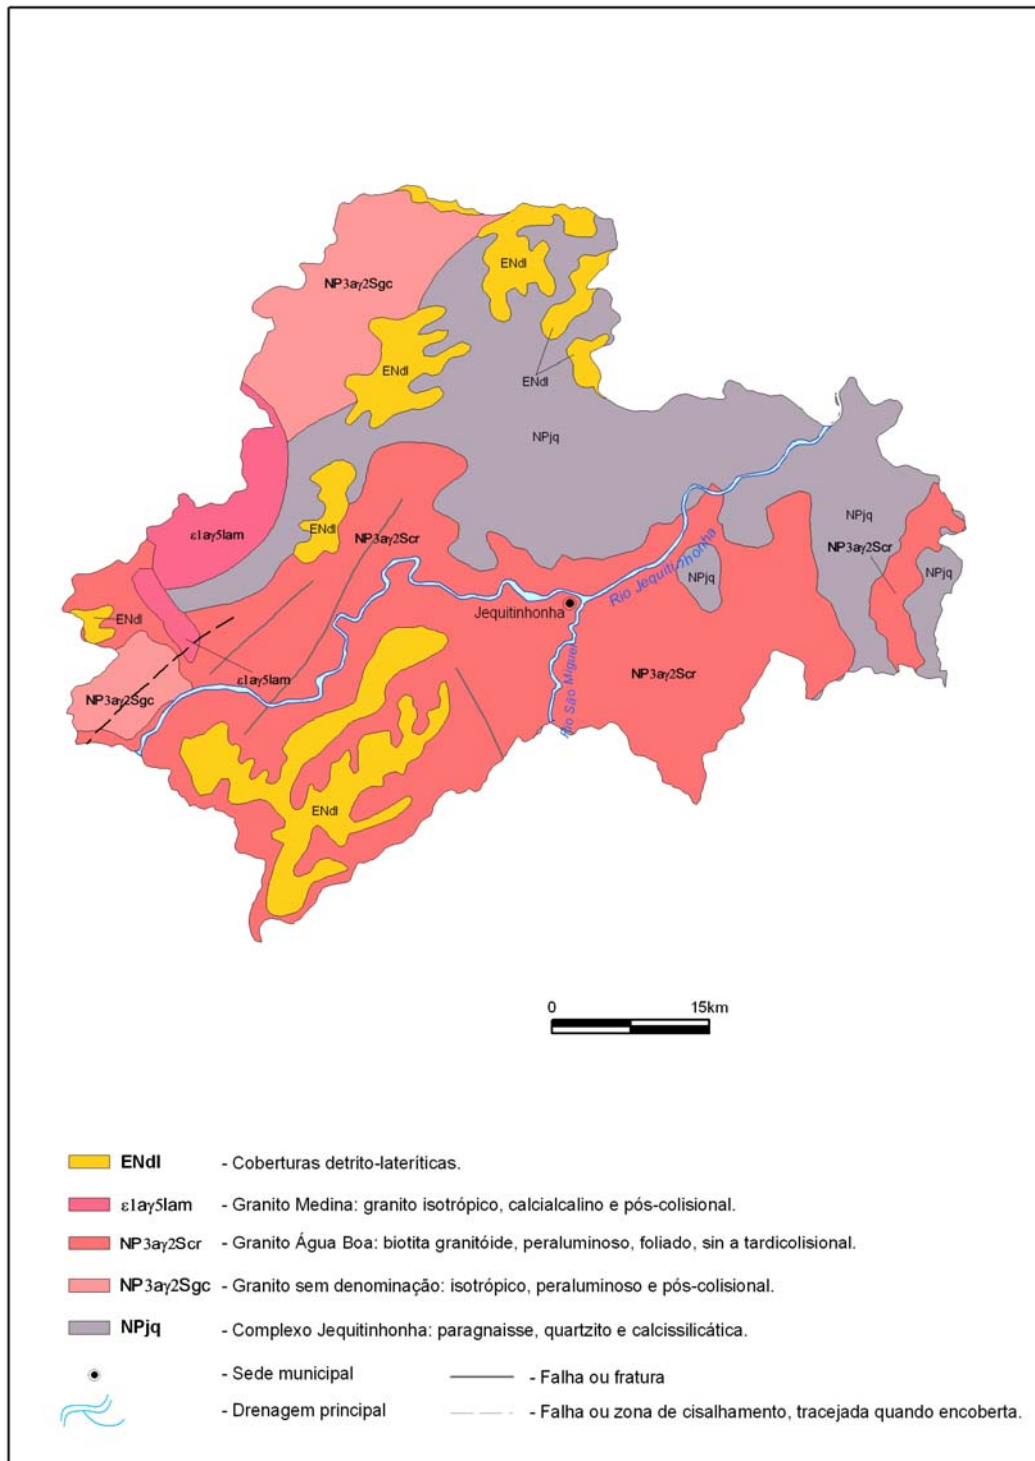 NP3aγ2Sgc
ENdl
ENdl
ENdl
NPjq
ε1aγ5lam
ENdl
NP3aγ2Scr
NPjq
NP3aγ2Scr
NPjq
NPjq
Rio Jequitinhonha
Jequitinhonha
ENdl
ε1aγ5lam
NP3aγ2Sgc
NP3aγ2Scr
Rio São Miguel
ENdl
0 15km
ENdl - Coberturas detrito-lateríticas.
ε1aγ5lam - Granito Medina: granito isotrópico, calcialcalino e pós-colisional.
NP3aγ2Scr - Granito Água Boa: biotita granitóide, peraluminoso, foliado, sin a tardicolisional.
NP3aγ2Sgc - Granito sem denominação: isotrópico, peraluminoso e pós-colisional.
NPjq - Complexo Jequitinhonha: paragnaisse, quartzito e calcissilicática.
- Sede municipal - Falha ou fratura
- Drenagem principal - Falha ou zona de cisalhamento, tracejada quando encoberta.